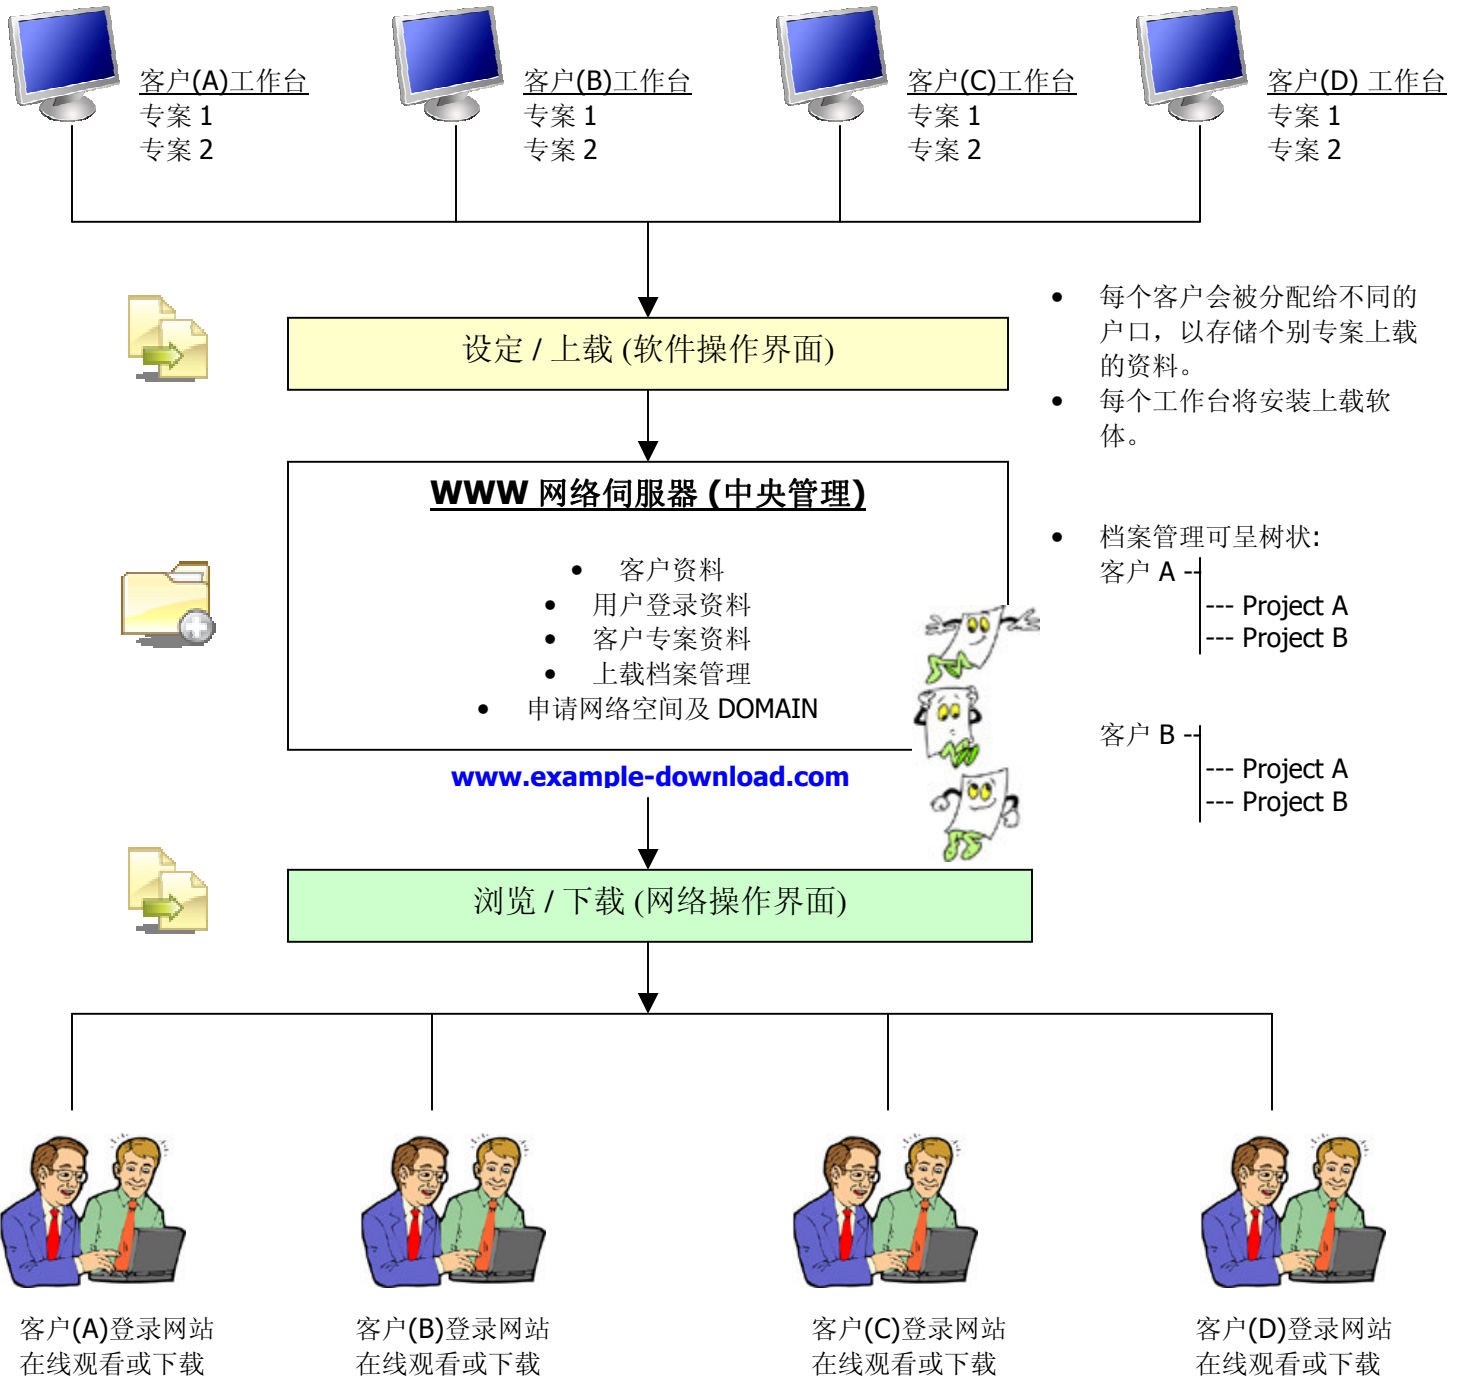 客户(A)工作台
专案 1
专案 2
客户(B)工作台
专案 1
专案 2
客户(C)工作台
专案 1
专案 2
客户(D) 工作台
专案 1
专案 2
设定 / 上载 (软件操作界面)
• 每个客户会被分配给不同的
户口，以存储个别专案上载
的资料。
• 每个工作台将安装上载软
体。
WWW 网络伺服器 (中央管理)
• 客户资料
• 用户登录资料
• 客户专案资料
• 上载档案管理
• 申请网络空间及 DOMAIN
www.example-download.com
• 档案管理可呈树状:
客户 A --
--- Project A
--- Project B
客户 B --
--- Project A
--- Project B
浏览 / 下载 (网络操作界面)
客户(A)登录网站
在线观看或下载
客户(B)登录网站
在线观看或下载
客户(C)登录网站
在线观看或下载
客户(D)登录网站
在线观看或下载